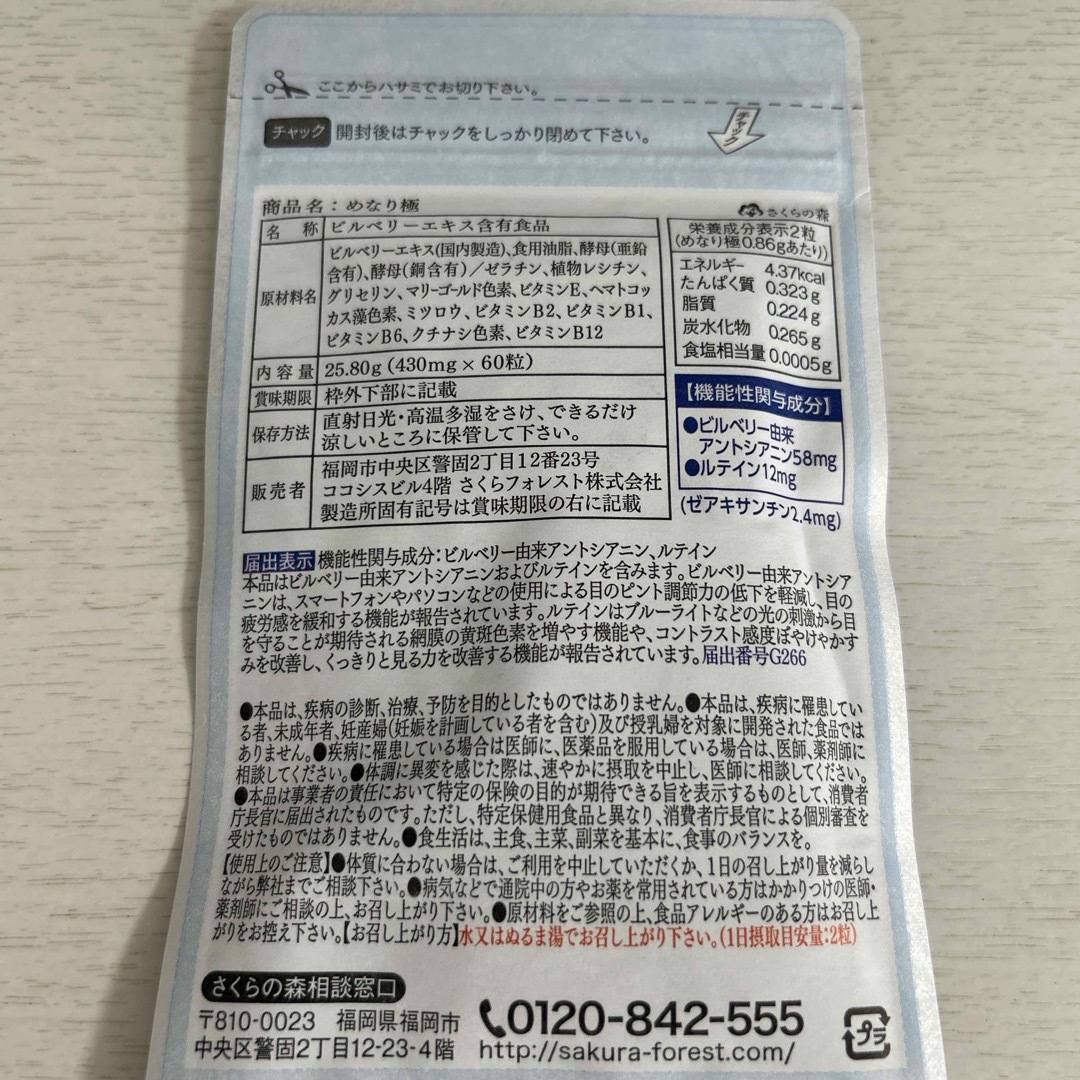 ここからハサミでお切り下さい。
チャック 開封後はチャックをしっかり閉めて下さい。
チャック
商品名：めなり極
さくらの森
名 称 ビルベリーエキス含有食品
原材料名 ビルベリーエキス(国内製造)、食用油脂、酵母(亜鉛
含有)、酵母(銅含有)／ゼラチン、植物レシチン、
グリセリン、マリーゴールド色素、ビタミンE、ヘマトコッ
カス藻色素、ミツロウ、ビタミンB2、ビタミンB1、
ビタミンB6、クチナシ色素、ビタミンB12
内容量 25.80g(430mg×60粒)
賞味期限 枠外下部に記載
保存方法 直射日光・高温多湿をさけ、できるだけ
涼しいところに保管して下さい。
販売者 福岡市中央区警固2丁目12番23号
ココシスビル4階 さくらフォレスト株式会社
製造所固有記号は賞味期限の右に記載
栄養成分表示2粒
(めなり極0.86gあたり)
エネルギー 4.37kcal
たんぱく質 0.323g
脂質 0.224g
炭水化物 0.265g
食塩相当量 0.0005g
【機能性関与成分】
●ビルベリー由来
アントシアニン58mg
●ルテイン12mg
(ゼアキサンチン2.4mg)
届出表示 機能性関与成分：ビルベリー由来アントシアニン、ルテイン
本品はビルベリー由来アントシアニンおよびルテインを含みます。ビルベリー由来アントシア
ニンは、スマートフォンやパソコンなどの使用による目のピント調節力の低下を軽減し、目の
疲労感を緩和する機能が報告されています。ルテインはブルーライトなどの光の刺激から目
を守ることが期待される網膜の黄斑色素を増やす機能や、コントラスト感度(ぼやけやかす
みを改善し、くっきりと見る力)を改善する機能が報告されています。届出番号G266
●本品は、疾病の診断、治療、予防を目的としたものではありません。●本品は、疾病に罹患してい
る者、未成年者、妊産婦(妊娠を計画している者を含む)及び授乳婦を対象に開発された食品では
ありません。●疾病に罹患している場合は医師に、医薬品を服用している場合は、医師、薬剤師に
相談してください。●体調に異変を感じた際は、速やかに摂取を中止し、医師に相談してください。
●本品は事業者の責任において特定の保険の目的が期待できる旨を表示するものとして、消費者
庁長官に届出されたものです。ただし、特定保健用食品と異なり、消費者庁長官による個別審査を
受けたものではありません。●食生活は、主食、主菜、副菜を基本に、食事のバランスを。
【使用上のご注意】●体質に合わない場合は、ご利用を中止していただくか、1日の召し上がり量を減らし
ながら弊社までご相談下さい。●病気などで通院中の方やお薬を常用されている方はかかりつけの医師・
薬剤師にご相談の上、お召し上がり下さい。●原材料をご参照の上、食品アレルギーのある方はお召し上
がりをお控え下さい。【お召し上がり方】水又はぬるま湯でお召し上がり下さい。(1日摂取目安量：2粒)
さくらの森相談窓口
〒810-0023 福岡県福岡市
中央区警固2丁目12-23-4階
0120-842-555
http://sakura-forest.com/
プラ